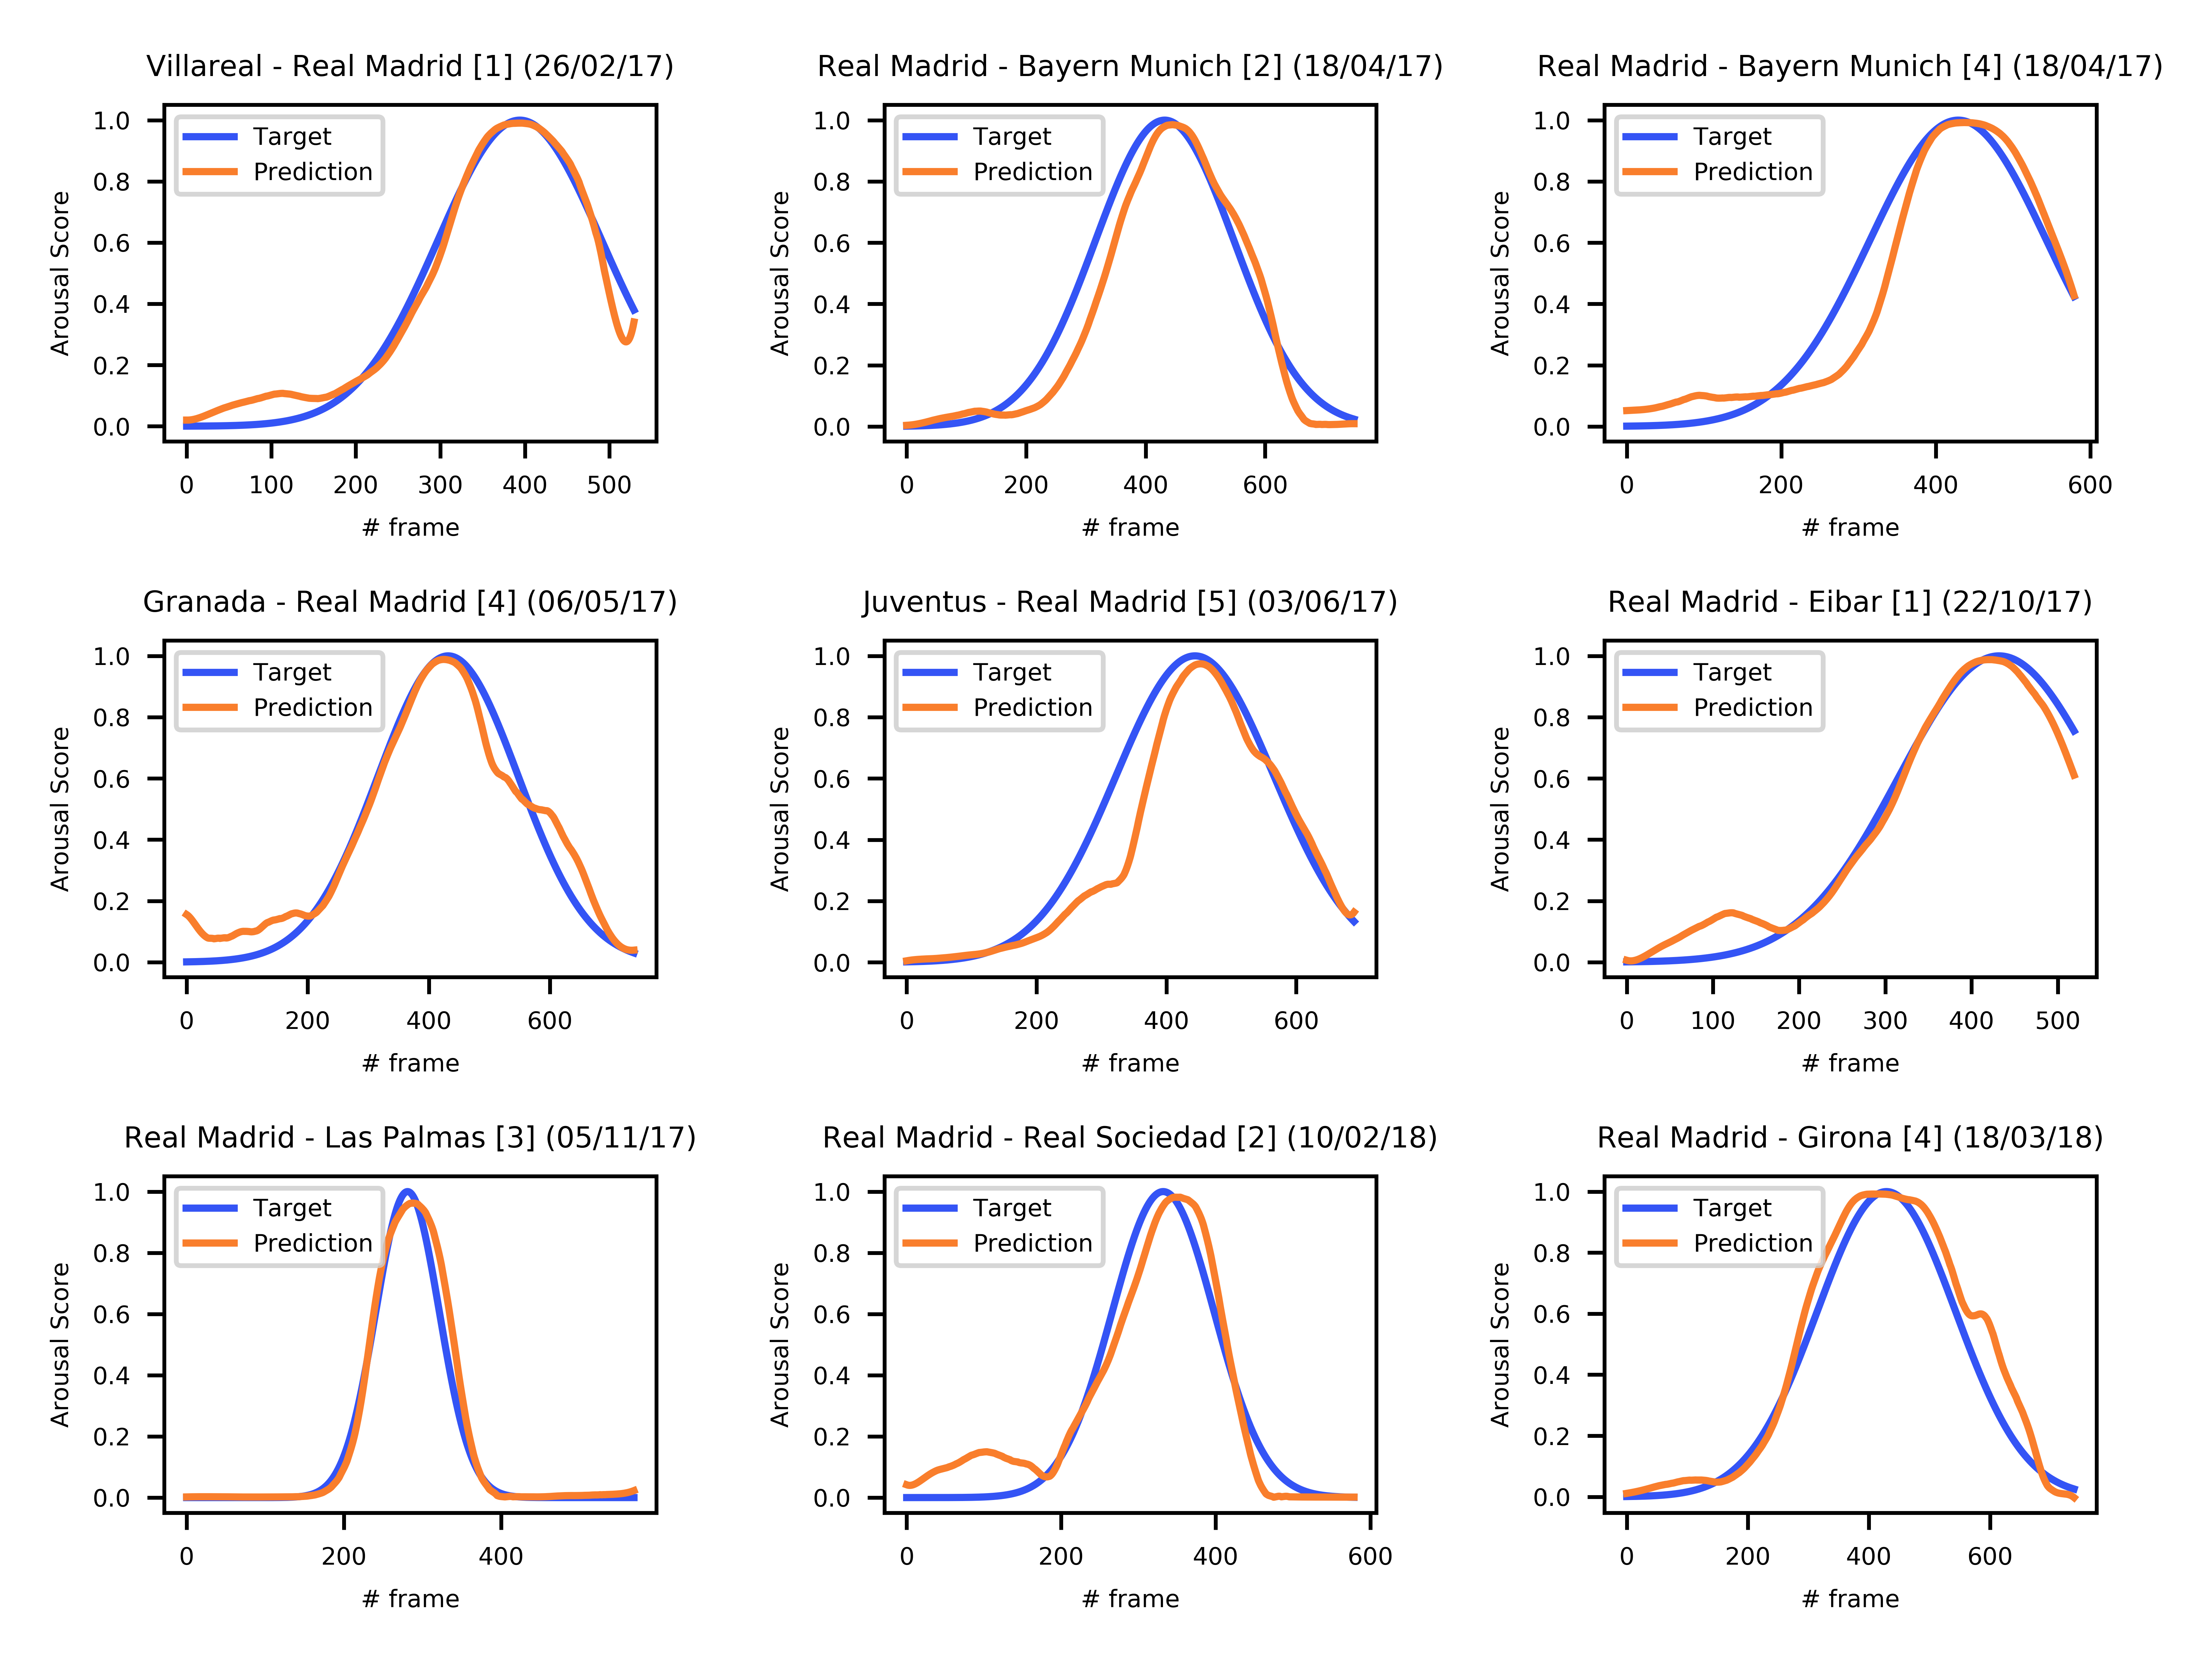 Villareal - Real Madrid [1] (26/02/17)
1.0
0.8
0.6
0.4
0.2
0.0
Arousal Score
Target
Prediction
0 100 200 300 400 500
# frame
Real Madrid - Bayern Munich [2] (18/04/17)
1.0
0.8
0.6
0.4
0.2
0.0
Arousal Score
Target
Prediction
0 200 400 600
# frame
Real Madrid - Bayern Munich [4] (18/04/17)
1.0
0.8
0.6
0.4
0.2
0.0
Arousal Score
Target
Prediction
0 200 400 600
# frame
Granada - Real Madrid [4] (06/05/17)
1.0
0.8
0.6
0.4
0.2
0.0
Arousal Score
Target
Prediction
0 200 400 600
# frame
Juventus - Real Madrid [5] (03/06/17)
1.0
0.8
0.6
0.4
0.2
0.0
Arousal Score
Target
Prediction
0 200 400 600
# frame
Real Madrid - Eibar [1] (22/10/17)
1.0
0.8
0.6
0.4
0.2
0.0
Arousal Score
Target
Prediction
0 100 200 300 400 500
# frame
Real Madrid - Las Palmas [3] (05/11/17)
1.0
0.8
0.6
0.4
0.2
0.0
Arousal Score
Target
Prediction
0 200 400
# frame
Real Madrid - Real Sociedad [2] (10/02/18)
1.0
0.8
0.6
0.4
0.2
0.0
Arousal Score
Target
Prediction
0 200 400 600
# frame
Real Madrid - Girona [4] (18/03/18)
1.0
0.8
0.6
0.4
0.2
0.0
Arousal Score
Target
Prediction
0 200 400 600
# frame